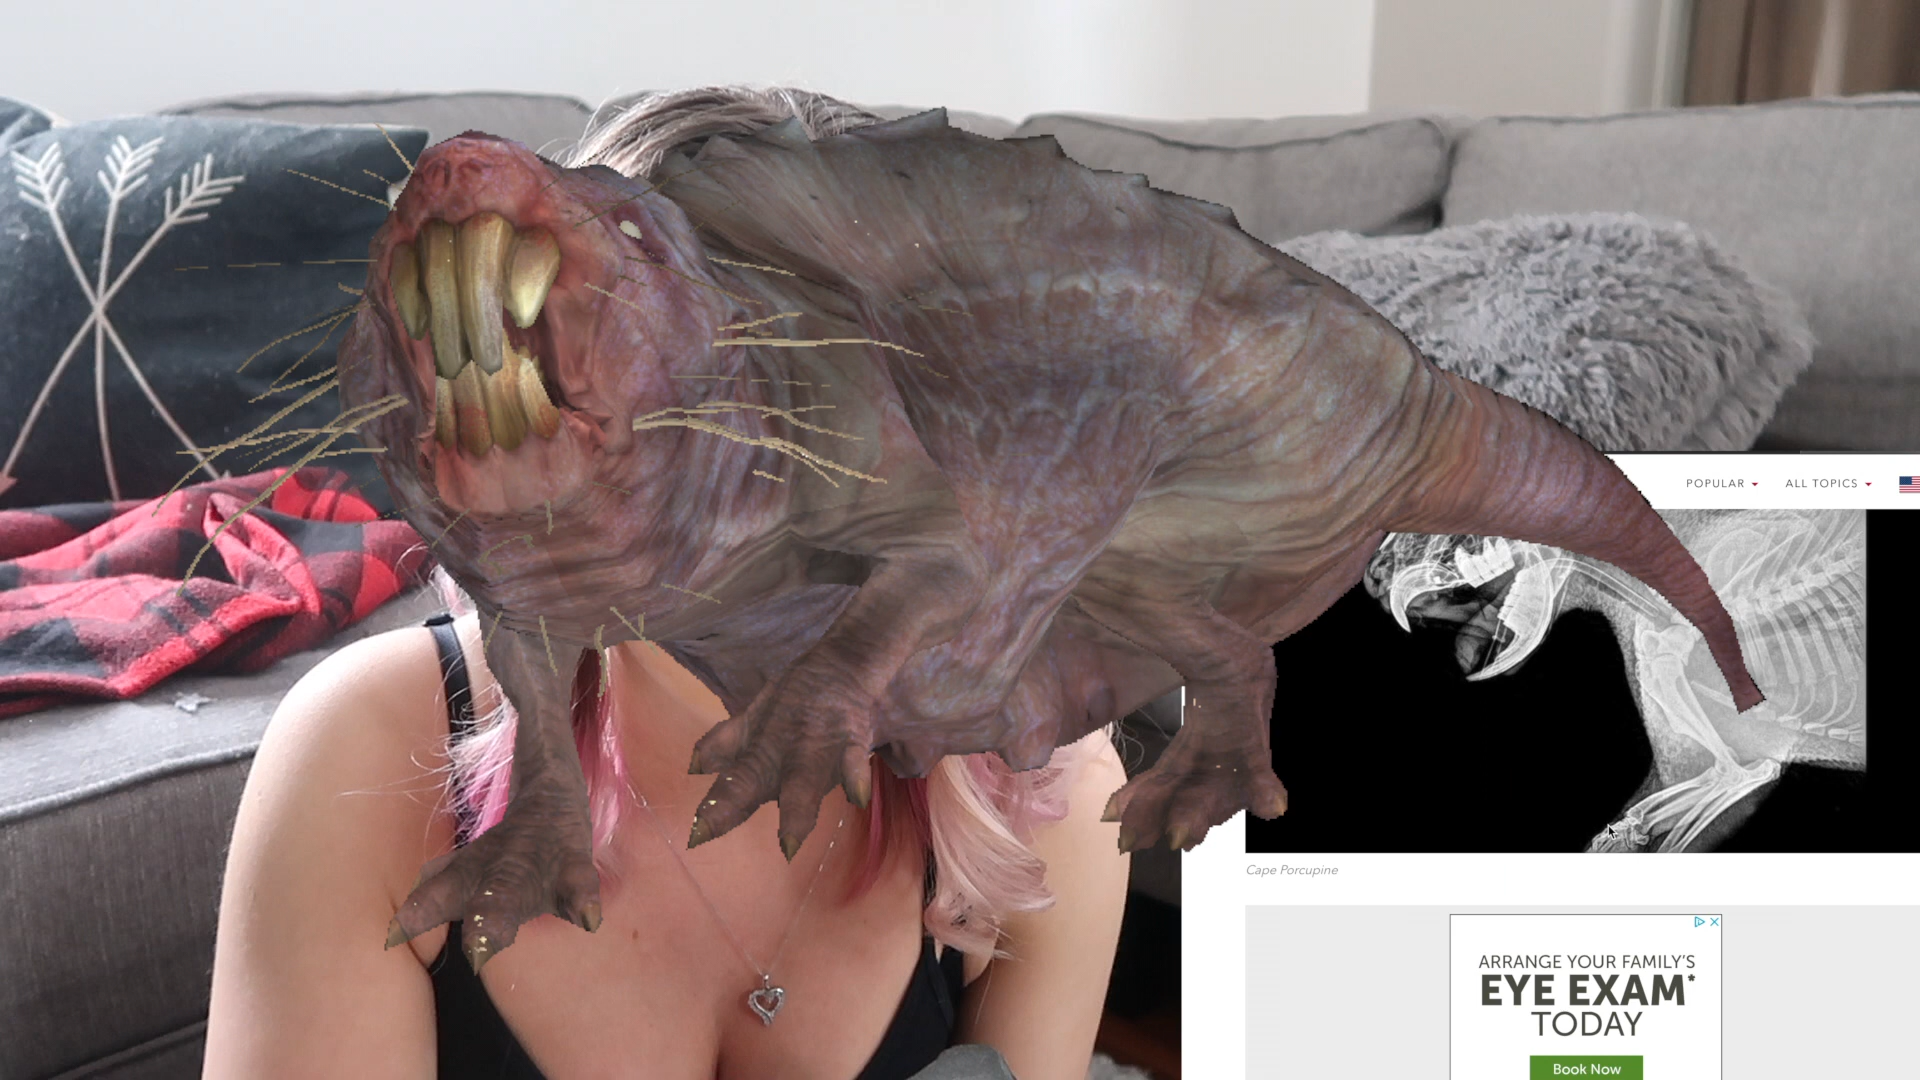 POPULAR
ALL TOPICS
Cape Porcupine
ARRANGE YOUR FAMILY'S
EYE EXAM*
TODAY
Book Now